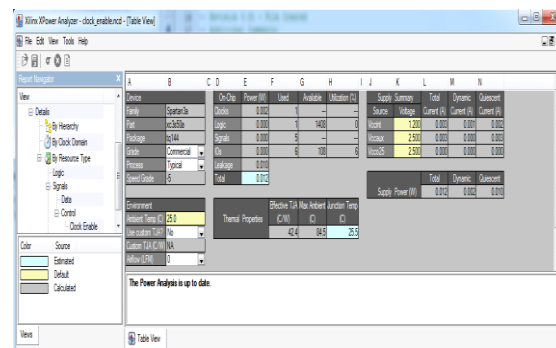 Xilinx XPower Analyzer - clock_enable.ncd - [Table View]
File Edit View Tools Help
Report Navigator X
View
Details
By Hierarchy
By Clock Domain
By Resource Type
Logic
Signals
Data
Control
Clock Enable
Color Source
Estimated
Default
Calculated
Views
A B C D E F G H I J K L M N
Device On-Chip Power (W) Used Available Utilization (%) Supply Summary Total Dynamic Quiescent
Family Spartan3a Clocks 0.002 1 --- --- Source Voltage Current (A) Current (A) Current (A)
Part xc3s50a Logic 0.000 1 1408 0 Vccint 1.200 0.003 0.001 0.002
Package tq144 Signals 0.000 5 --- --- Vccaux 2.500 0.003 0.000 0.003
Grade Commercial IOs 0.000 6 108 6 Vcco25 2.500 0.000 0.000 0.000
Process Typical Leakage 0.010
Speed Grade -5 Total 0.012 Total Dynamic Quiescent
Supply Power (W) 0.012 0.002 0.010
Environment Effective TJA Max Ambient Junction Temp
Ambient Temp (C) 25.0 Thermal Properties (C/W) (C) (C)
Use custom TJA? No 42.4 84.5 25.5
Custom TJA (C/W) NA
Airflow (LFM) 0
The Power Analysis is up to date.
Table View